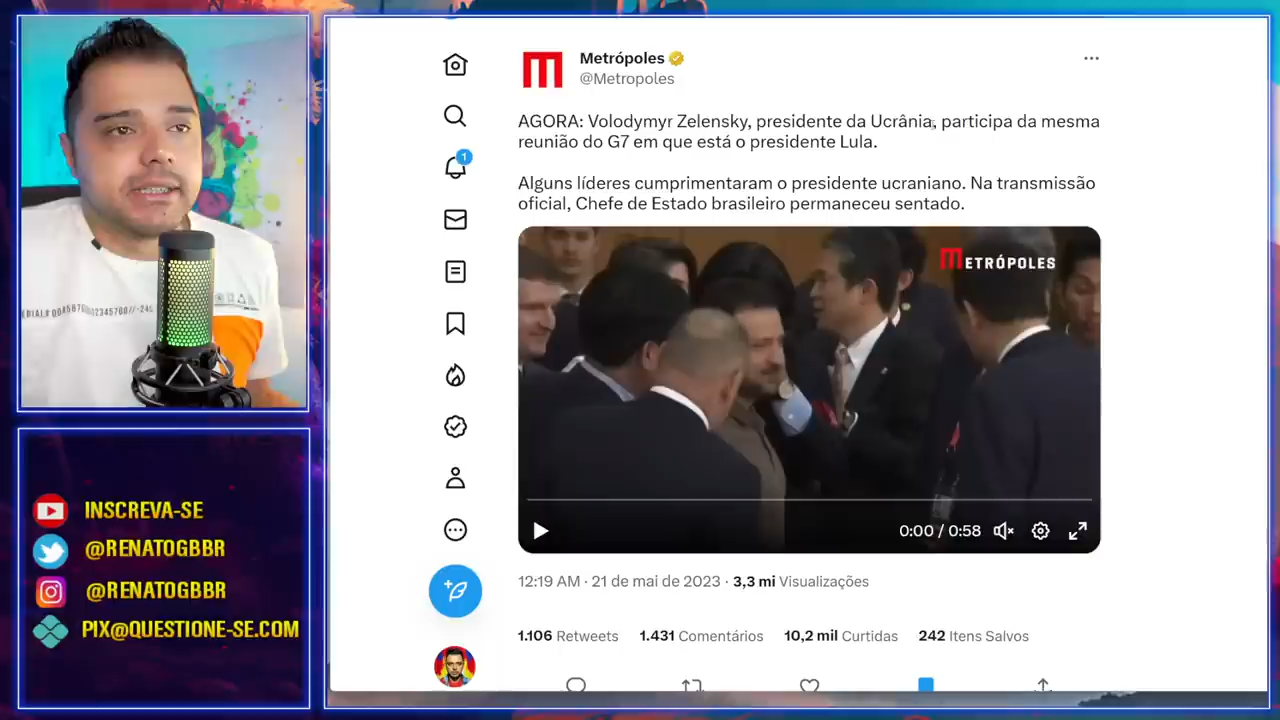 Metrópoles
@Metropoles
AGORA: Volodymyr Zelensky, presidente da Ucrânia, participa da mesma
reunião do G7 em que está o presidente Lula.
Alguns líderes cumprimentaram o presidente ucraniano. Na transmissão
oficial, Chefe de Estado brasileiro permaneceu sentado.
METRÓPOLES
1
0:00 / 0:58
12:19 AM · 21 de mai de 2023 · 3,3 mi Visualizações
1.106 Retweets 1.431 Comentários 10,2 mil Curtidas 242 Itens Salvos
INSCREVA-SE
@RENATOGBBR
@RENATOGBBR
PIX@QUESTIONE-SE.COM